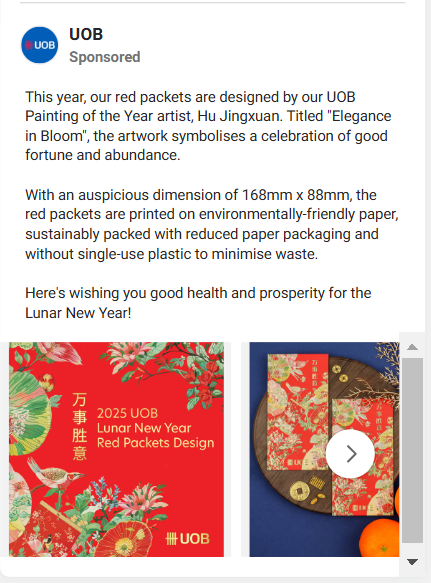 UOB
UOB
Sponsored
This year, our red packets are designed by our UOB
Painting of the Year artist, Hu Jingxuan. Titled "Elegance
in Bloom", the artwork symbolises a celebration of good
fortune and abundance.
With an auspicious dimension of 168mm x 88mm, the
red packets are printed on environmentally-friendly paper,
sustainably packed with reduced paper packaging and
without single-use plastic to minimise waste.
Here's wishing you good health and prosperity for the
Lunar New Year!
万事胜意
2025 UOB
Lunar New Year
Red Packets Design
UOB
万事胜意
万事胜意
UOB